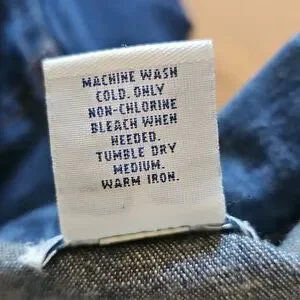 MACHINE WASH
COLD. ONLY
NON-CHLORINE
BLEACH WHEN
NEEDED.
TUMBLE DRY
MEDIUM.
WARM IRON.